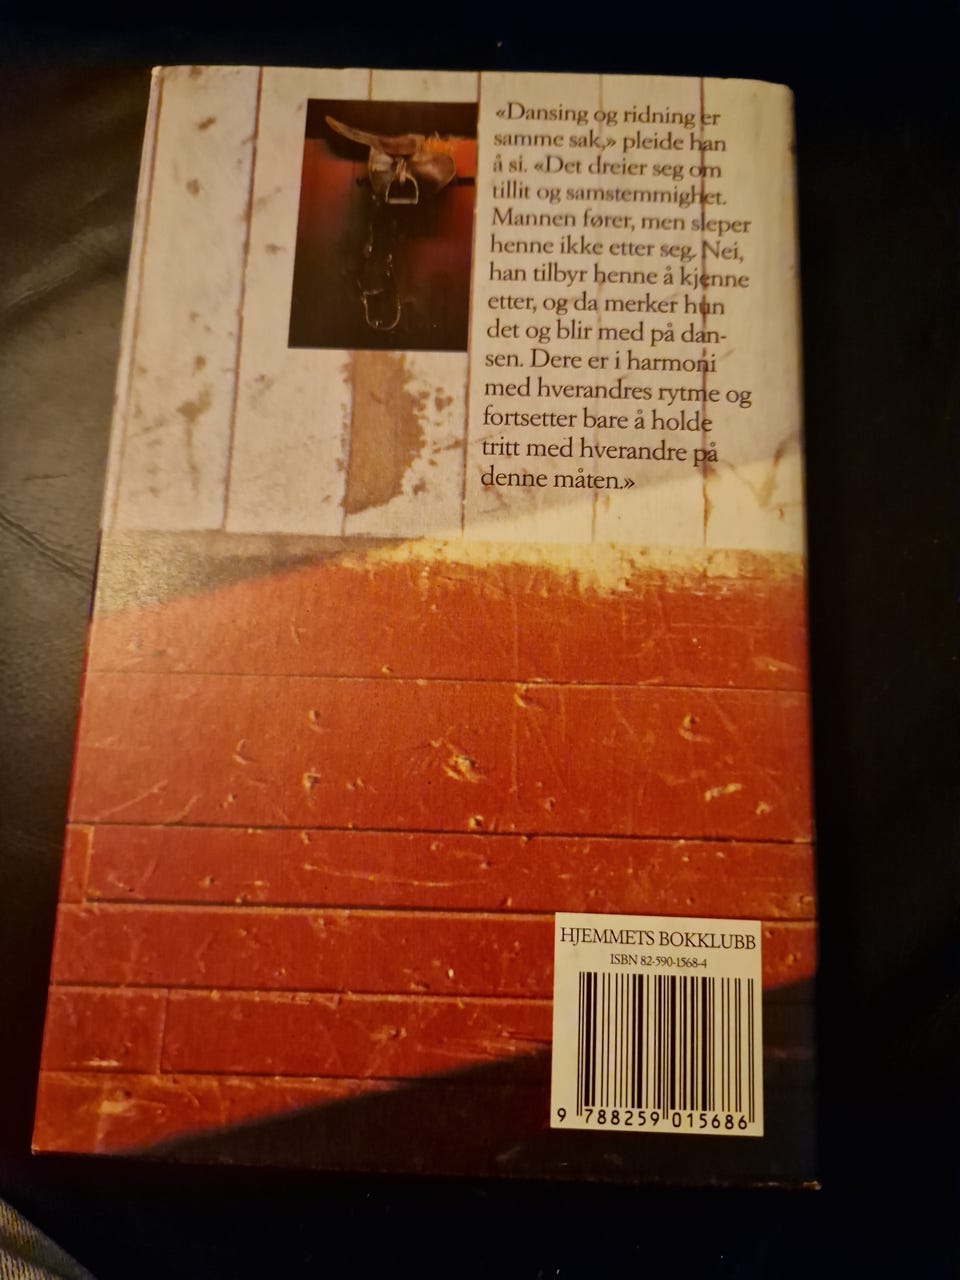 «Dansing og ridning er
samme sak,» pleide han
å si. «Det dreier seg om
tillit og samstemmighet.
Mannen fører, men sleper
henne ikke etter seg. Nei,
han tilbyr henne å kjenne
etter, og da merker hun
det og blir med på dan-
sen. Dere er i harmoni
med hverandres rytme og
fortsetter bare å holde
tritt med hverandre på
denne måten.»
HJEMMETS BOKKLUBB
ISBN 82-590-1568-4
9 788259 015686